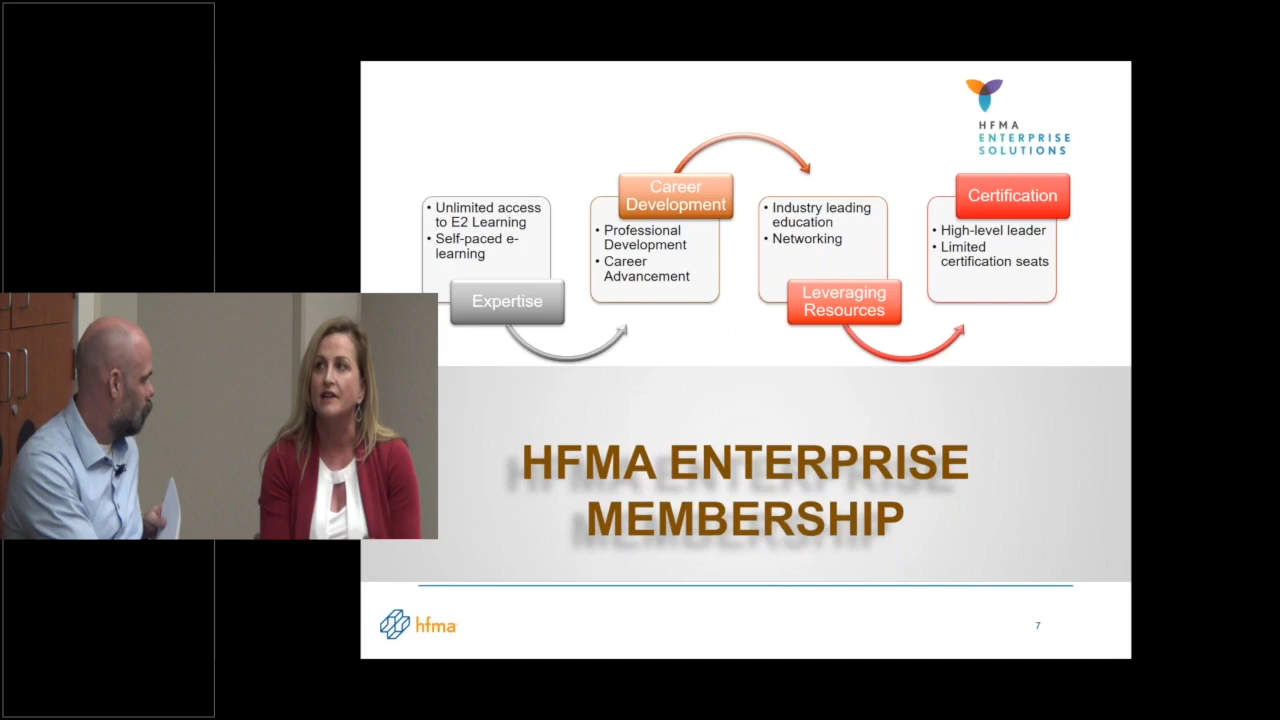 HFMA
ENTERPRISE
SOLUTIONS
• Unlimited access
to E2 Learning
• Self-paced e-
learning
Expertise
Career
Development
• Professional
Development
• Career
Advancement
• Industry leading
education
• Networking
Leveraging
Resources
Certification
• High-level leader
• Limited
certification seats
HFMA ENTERPRISE
MEMBERSHIP
hfma
7